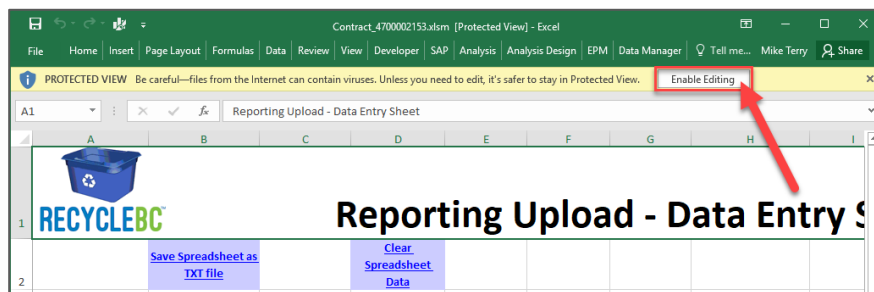 Contract_4700002153.xlsm [Protected View] - Excel
File Home Insert Page Layout Formulas Data Review View Developer SAP Analysis Analysis Design EPM Data Manager Tell me... Mike Terry Share
PROTECTED VIEW Be careful—files from the Internet can contain viruses. Unless you need to edit, it's safer to stay in Protected View. Enable Editing
A1 fx Reporting Upload - Data Entry Sheet
A B C D E F G H I
RECYCLEBC
1 Reporting Upload - Data Entry S
Save Spreadsheet as
TXT file
Clear
Spreadsheet
Data
2